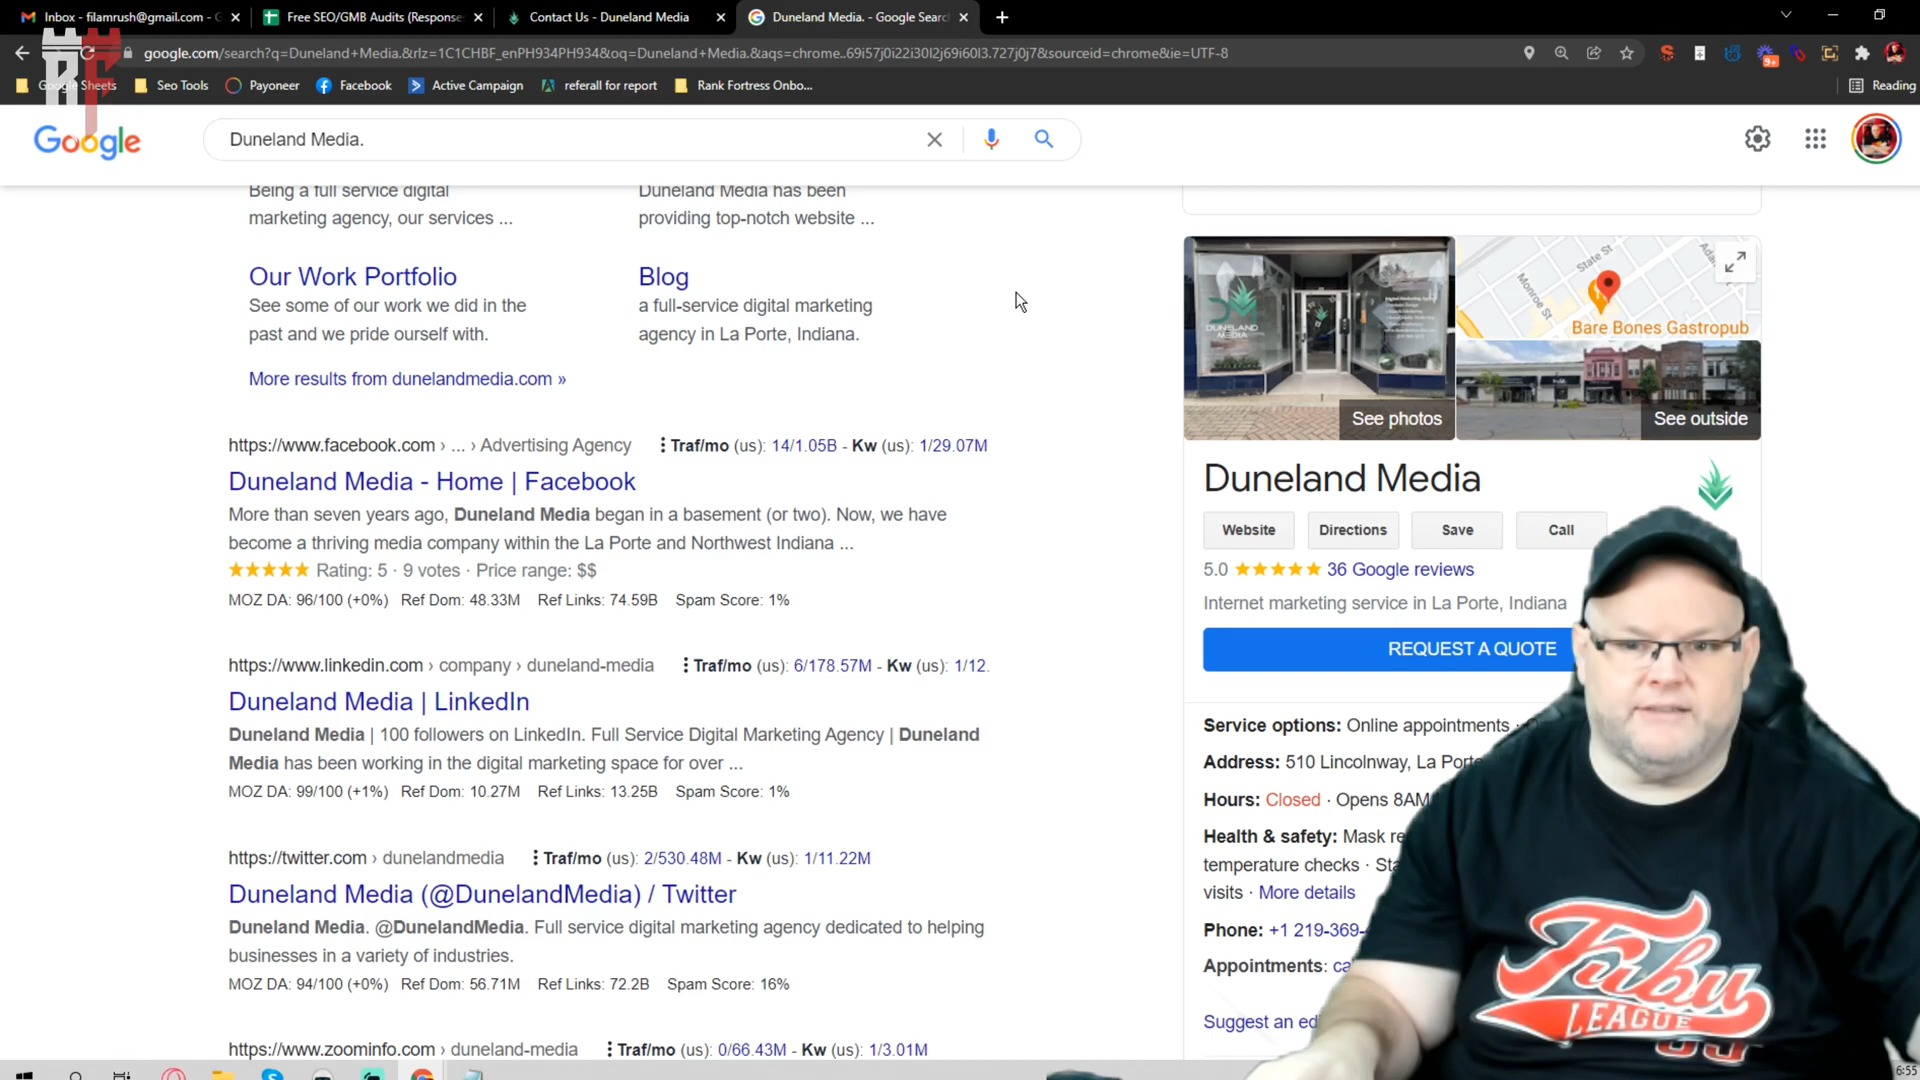 Inbox - filamrush@gmail.com - G
Free SEO/GMB Audits (Response
Contact Us - Duneland Media
Duneland Media. - Google Searc
google.com/search?q=Duneland+Media.&rlz=1C1CHBF_enPH934PH934&oq=Duneland+Media.&aqs=chrome..69i57j0i22i30l2j69i60l3.727j0j7&sourceid=chrome&ie=UTF-8
9+
Google Sheets
Seo Tools
Payoneer
Facebook
Active Campaign
referall for report
Rank Fortress Onbo...
Reading
RF
Google
Duneland Media.
Being a full service digital
marketing agency, our services ...
Duneland Media has been
providing top-notch website ...
Our Work Portfolio
See some of our work we did in the
past and we pride ourself with.
Blog
a full-service digital marketing
agency in La Porte, Indiana.
More results from dunelandmedia.com »
https://www.facebook.com › ... › Advertising Agency
Traf/mo (us): 14/1.05B - Kw (us): 1/29.07M
Duneland Media - Home | Facebook
More than seven years ago, Duneland Media began in a basement (or two). Now, we have
become a thriving media company within the La Porte and Northwest Indiana ...
Rating: 5 · 9 votes · Price range: $$
MOZ DA: 96/100 (+0%) Ref Dom: 48.33M Ref Links: 74.59B Spam Score: 1%
https://www.linkedin.com › company › duneland-media
Traf/mo (us): 6/178.57M - Kw (us): 1/12.
Duneland Media | LinkedIn
Duneland Media | 100 followers on LinkedIn. Full Service Digital Marketing Agency | Duneland
Media has been working in the digital marketing space for over ...
MOZ DA: 99/100 (+1%) Ref Dom: 10.27M Ref Links: 13.25B Spam Score: 1%
https://twitter.com › dunelandmedia
Traf/mo (us): 2/530.48M - Kw (us): 1/11.22M
Duneland Media (@DunelandMedia) / Twitter
Duneland Media. @DunelandMedia. Full service digital marketing agency dedicated to helping
businesses in a variety of industries.
MOZ DA: 94/100 (+0%) Ref Dom: 56.71M Ref Links: 72.2B Spam Score: 16%
https://www.zoominfo.com › duneland-media
Traf/mo (us): 0/66.43M - Kw (us): 1/3.01M
DUNELAND
MEDIA
See photos
State St
Monroe St
Bare Bones Gastropub
See outside
Duneland Media
Website
Directions
Save
Call
5.0
36 Google reviews
Internet marketing service in La Porte, Indiana
REQUEST A QUOTE
Service options: Online appointments ·
Address: 510 Lincolnway, La Porte
Hours: Closed · Opens 8AM
Health & safety: Mask re
temperature checks · Sta
visits · More details
Phone: +1 219-369-
Appointments: ca
Suggest an edi
Fubu
LEAGUE
05
6:55